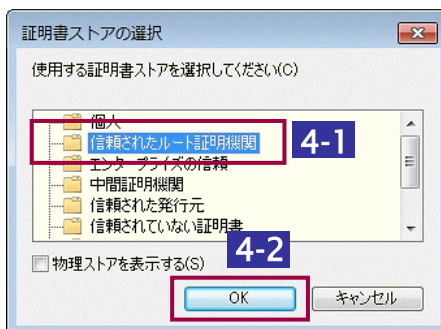 証明書ストアの選択
使用する証明書ストアを選択してください(C)
個人
信頼されたルート証明機関
4-1
エンタープライズの信頼
中間証明機関
信頼された発行元
信頼されていない証明書
4-2
物理ストアを表示する(S)
OK
キャンセル